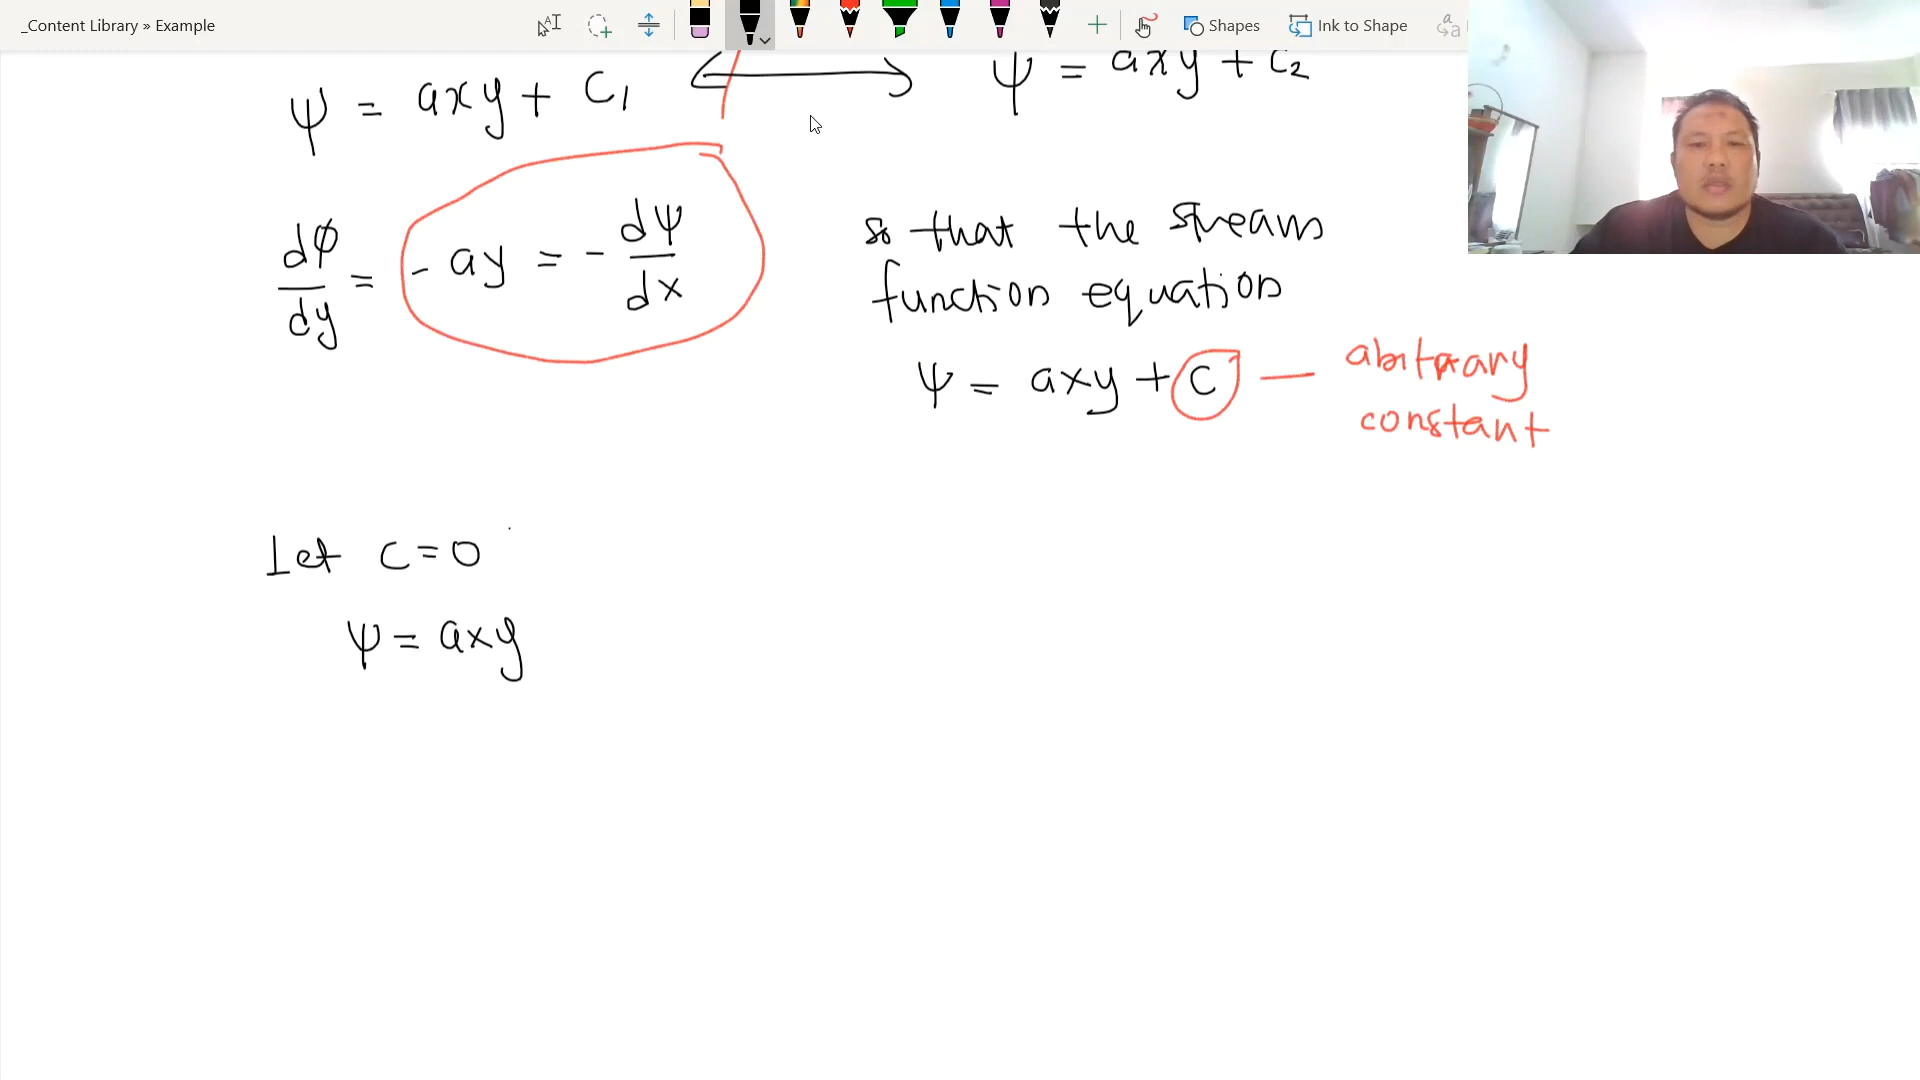 _Content Library » Example
Shapes
Ink to Shape
ψ = axy + C₁
ψ = axy + C₂
dφ/dy = - ay = - dψ/dx
so that the stream
function equation
ψ = axy + C — abitrary
constant
Let C=0
ψ = axy